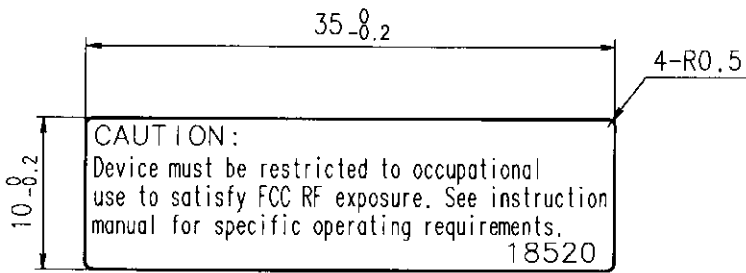 35 0 -0.2
4-R0.5
10 0 -0.2
CAUTION:
Device must be restricted to occupational
use to satisfy FCC RF exposure. See instruction
manual for specific operating requirements.
18520